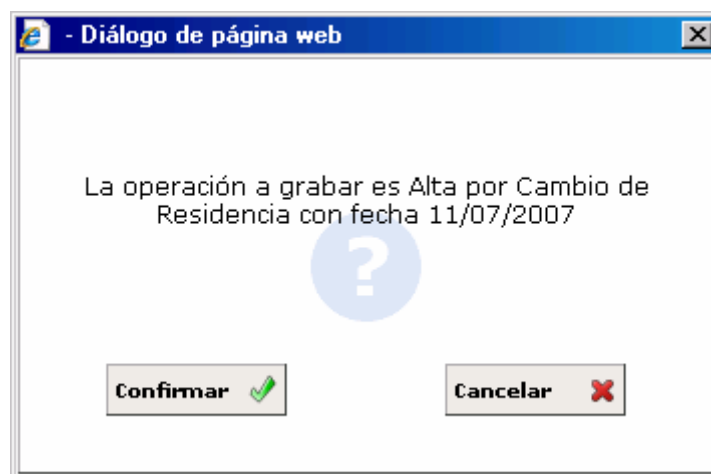 - Diálogo de página web
La operación a grabar es Alta por Cambio de
Residencia con fecha 11/07/2007
?
Confirmar
Cancelar